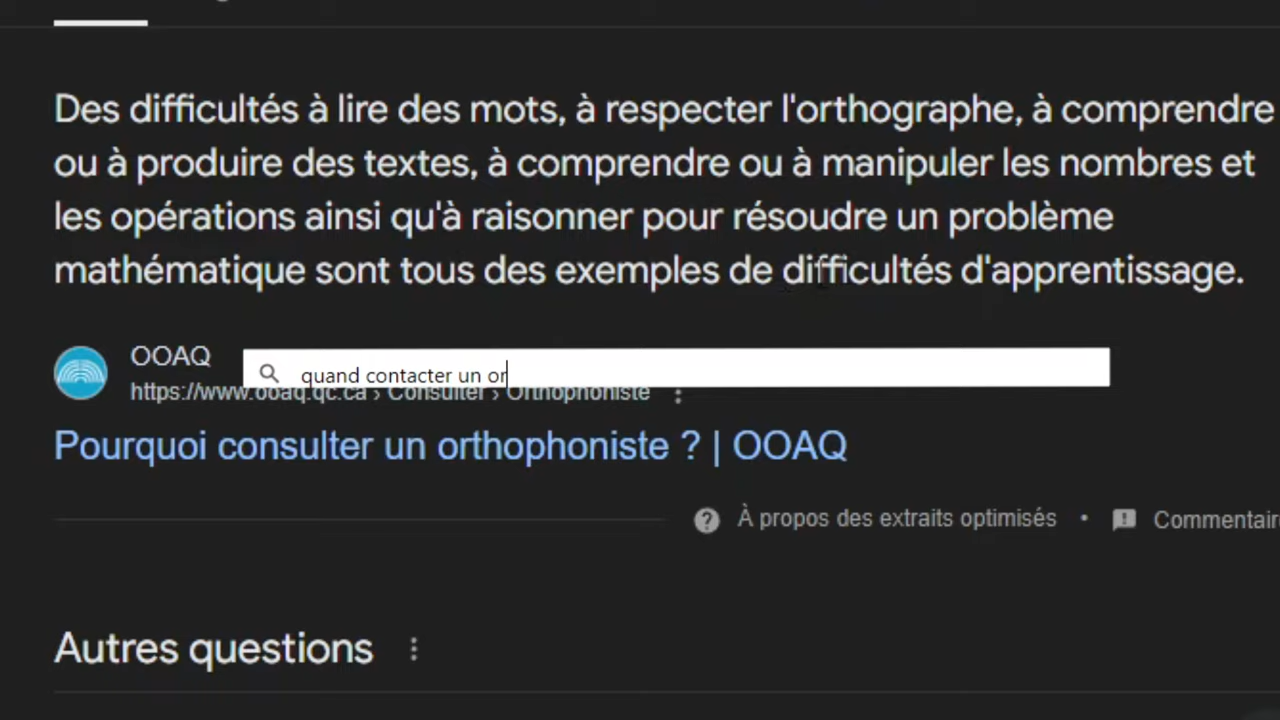 Des difficultés à lire des mots, à respecter l'orthographe, à comprendre
ou à produire des textes, à comprendre ou à manipuler les nombres et
les opérations ainsi qu'à raisonner pour résoudre un problème
mathématique sont tous des exemples de difficultés d'apprentissage.
OOAQ
quand contacter un or
https://www.ooaq.qc.ca › Consulter › Orthophoniste
Pourquoi consulter un orthophoniste ? | OOAQ
À propos des extraits optimisés • Commentair
Autres questions